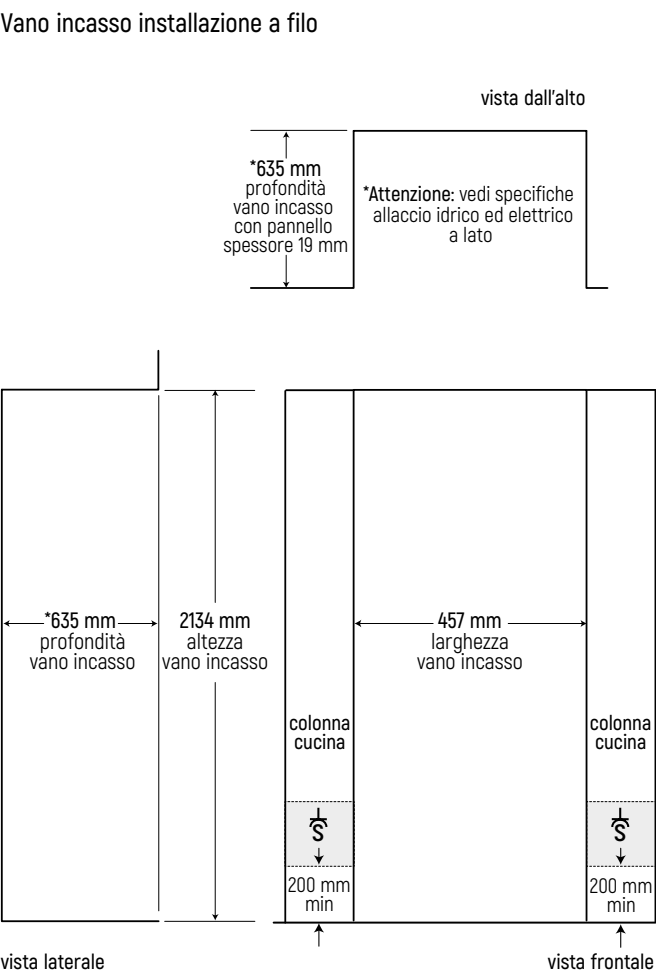 Vano incasso installazione a filo
vista dall'alto
*635 mm
profondità
vano incasso
con pannello
spessore 19 mm
*Attenzione: vedi specifiche
allaccio idrico ed elettrico
a lato
*635 mm
profondità
vano incasso
2134 mm
altezza
vano incasso
457 mm
larghezza
vano incasso
colonna
cucina
S
200 mm
min
colonna
cucina
S
200 mm
min
vista laterale
vista frontale